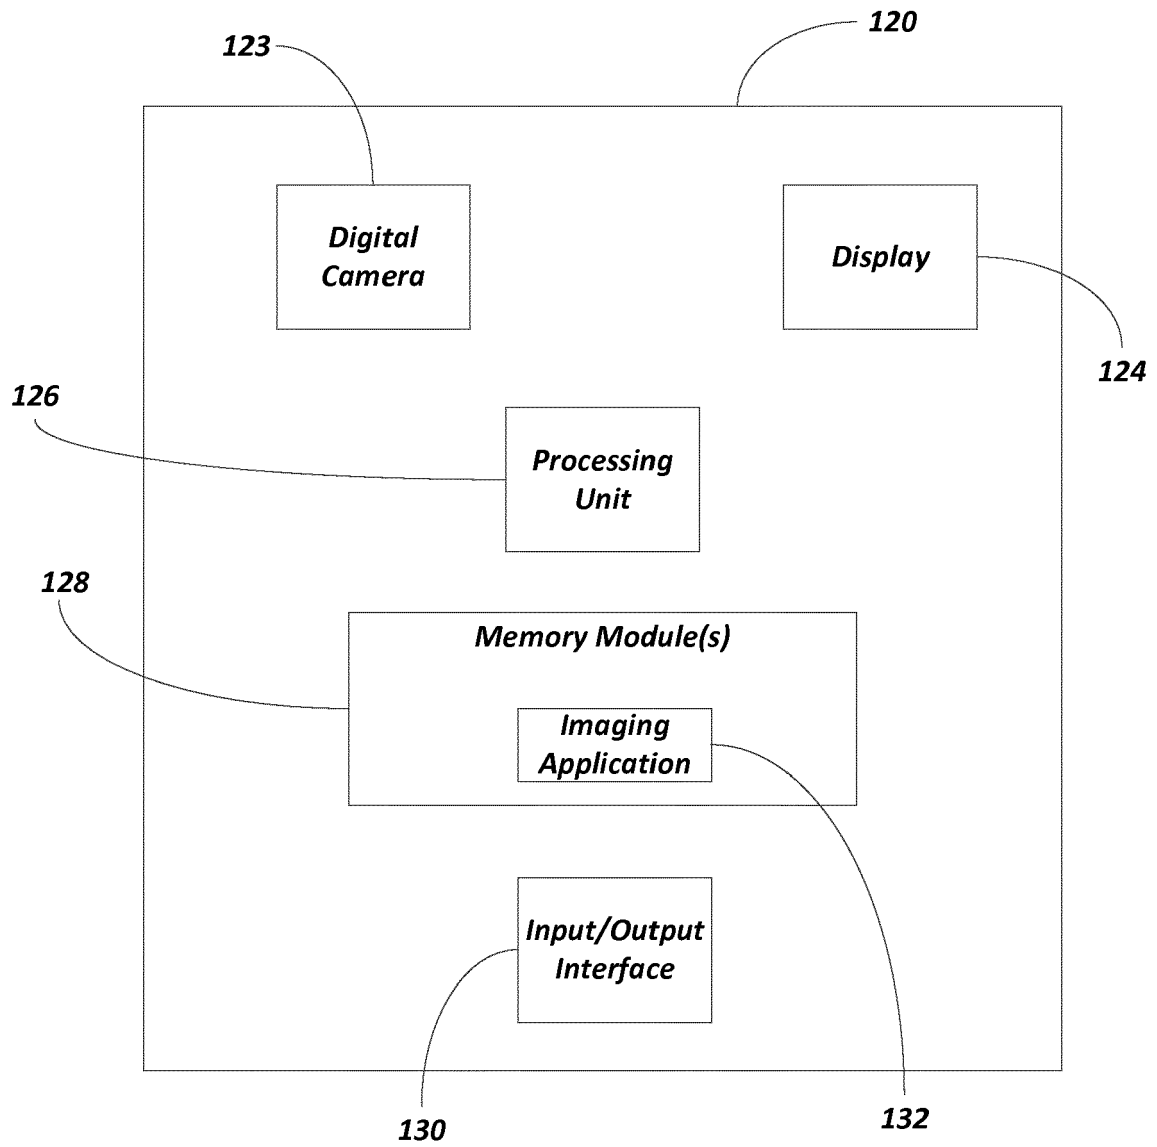 120
123
Digital
Camera
Display
124
126
Processing
Unit
128
Memory Module(s)
Imaging
Application
Input/Output
Interface
130
132